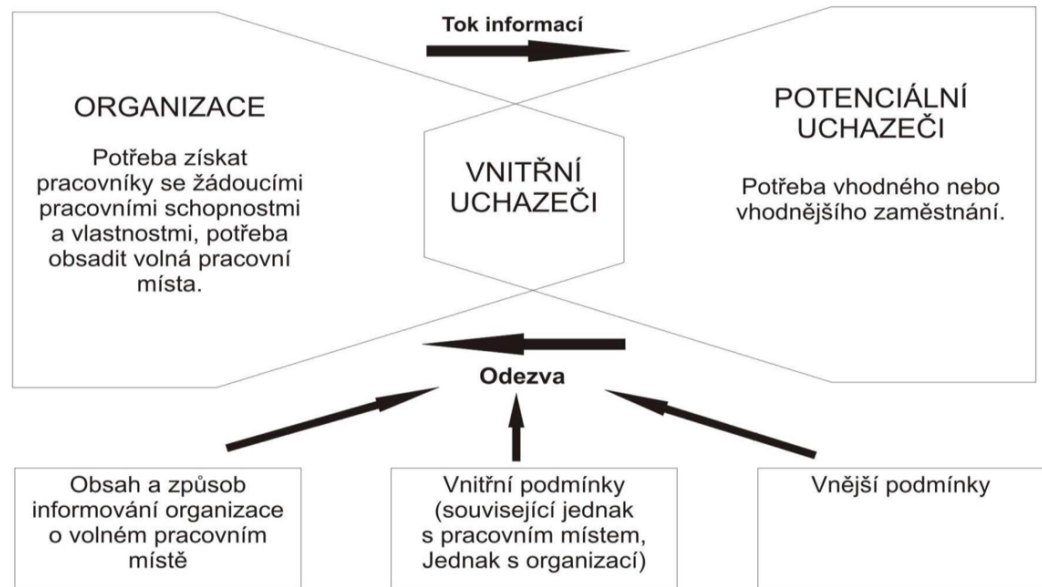 Tok informací
ORGANIZACE
Potřeba získat
pracovníky se žádoucími
pracovními schopnostmi
a vlastnostmi, potřeba
obsadit volná pracovní
místa.
VNITŘNÍ
UCHAZEČI
POTENCIÁLNÍ
UCHAZEČI
Potřeba vhodného nebo
vhodnějšího zaměstnání.
Odezva
Obsah a způsob
informování organizace
o volném pracovním
místě
Vnitřní podmínky
(související jednak
s pracovním místem,
Jednak s organizací)
Vnější podmínky